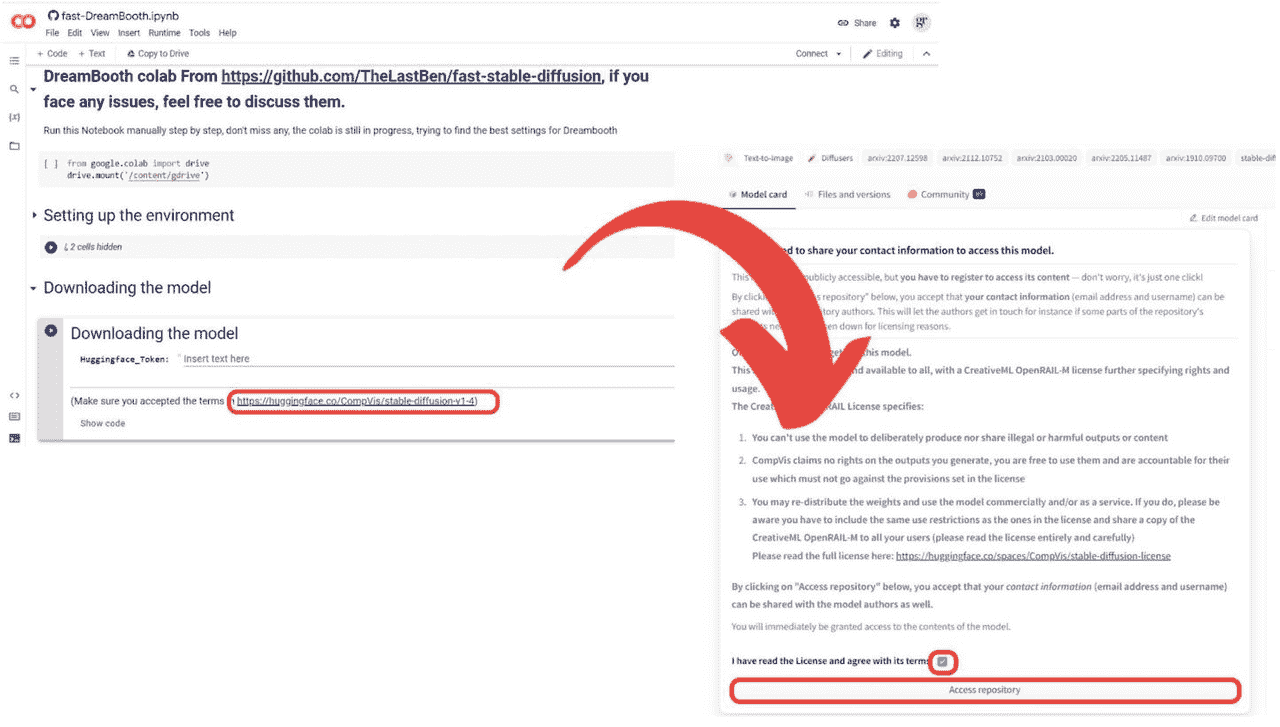 fast-DreamBooth.ipynb
File Edit View Insert Runtime Tools Help
Share
gr
+ Code + Text Copy to Drive
Connect
Editing
DreamBooth colab From https://github.com/TheLastBen/fast-stable-diffusion, if you
face any issues, feel free to discuss them.
Run this Notebook manually step by step, don't miss any, the colab is still in progress, trying to find the best settings for Dreambooth
[ ] from google.colab import drive
drive.mount('/content/gdrive')
Setting up the environment
↳ 2 cells hidden
Downloading the model
Downloading the model
Huggingface_Token: " Insert text here
(Make sure you accepted the terms https://huggingface.co/CompVis/stable-diffusion-v1-4)
Show code
Text-to-Image Diffusers arxiv:2207.12598 arxiv:2112.10752 arxiv:2103.00020 arxiv:2205.11487 arxiv:1910.09700 stable-dif
Model card Files and versions Community
Edit model card
to share your contact information to access this model.
This publicly accessible, but you have to register to access its content — don't worry, it's just one click!
By repository" below, you accept that your contact information (email address and username) can be
shared authors as well. This will let the authors get in touch for instance if some parts of the repository's
down for licensing reasons.
this model.
This and available to all, with a CreativeML OpenRAIL-M license further specifying rights and
usage.
The License specifies:
1. You can't use the model to deliberately produce nor share illegal or harmful outputs or content
2. CompVis claims no rights on the outputs you generate, you are free to use them and are accountable for their
use which must not go against the provisions set in the license
3. You may re-distribute the weights and use the model commercially and/or as a service. If you do, please be
aware you have to include the same use restrictions as the ones in the license and share a copy of the
CreativeML OpenRAIL-M to all your users (please read the license entirely and carefully)
Please read the full license here: https://huggingface.co/spaces/CompVis/stable-diffusion-license
By clicking on "Access repository" below, you accept that your contact information (email address and username)
can be shared with the model authors as well.
You will immediately be granted access to the contents of the model.
I have read the License and agree with its terms
Access repository